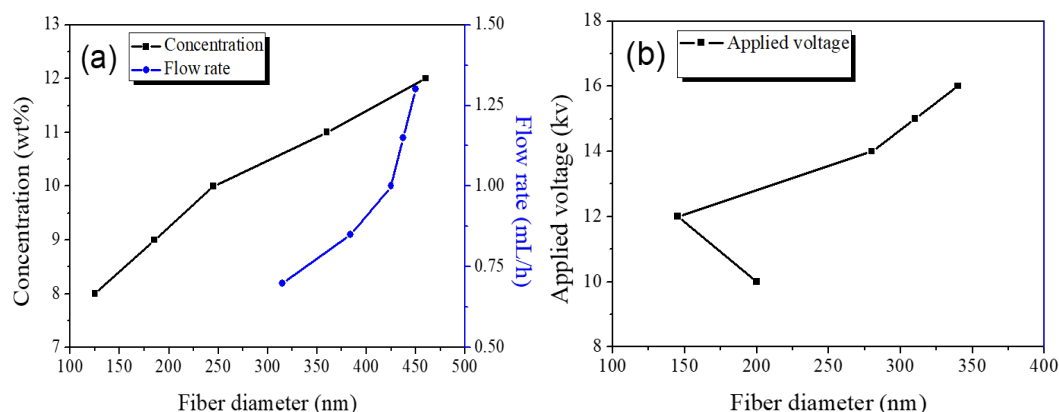 (a)
Concentration
Flow rate
Concentration (wt%)
13
12
11
10
9
8
7
1.50
1.25
1.00
0.75
0.50
Flow rate (mL/h)
100 150 200 250 300 350 400 450 500
Fiber diameter (nm)
(b)
Applied voltage
Applied voltage (kv)
18
16
14
12
10
8
100 150 200 250 300 350 400
Fiber diameter (nm)